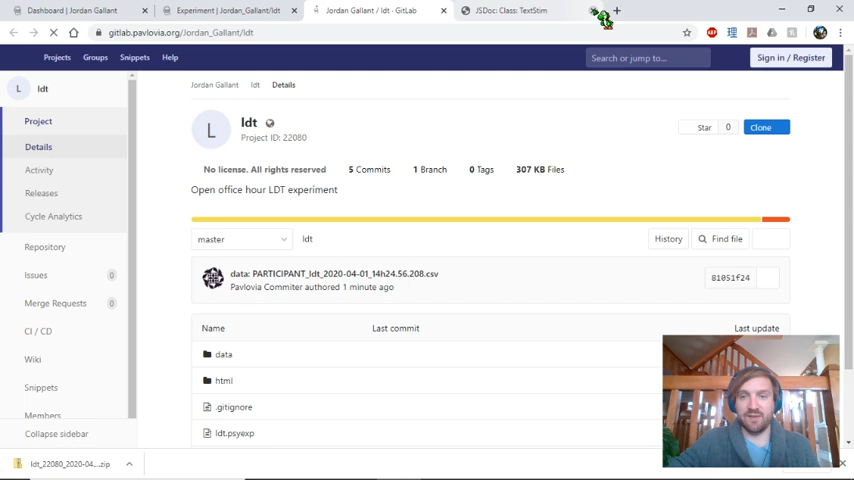 Dashboard | Jordan Gallant
Experiment | Jordan_Gallant/ldt
Jordan Gallant / ldt · GitLab
JSDoc: Class: TextStim
gitlab.pavlovia.org/Jordan_Gallant/ldt
Projects Groups Snippets Help
Search or jump to...
Sign in / Register
L ldt
Project
Details
Activity
Releases
Cycle Analytics
Repository
Issues 0
Merge Requests 0
CI / CD
Wiki
Snippets
Members
Collapse sidebar
Jordan Gallant ldt Details
L
ldt
Project ID: 22080
Star 0 Clone
No license. All rights reserved 5 Commits 1 Branch 0 Tags 307 KB Files
Open office hour LDT experiment
master ldt History Find file
data: PARTICIPANT_ldt_2020-04-01_14h24.56.208.csv
Pavlovia Commiter authored 1 minute ago
81051f24
Name Last commit Last update
data
html
.gitignore
ldt.psyexp
ldt_22080_2020-04....zip